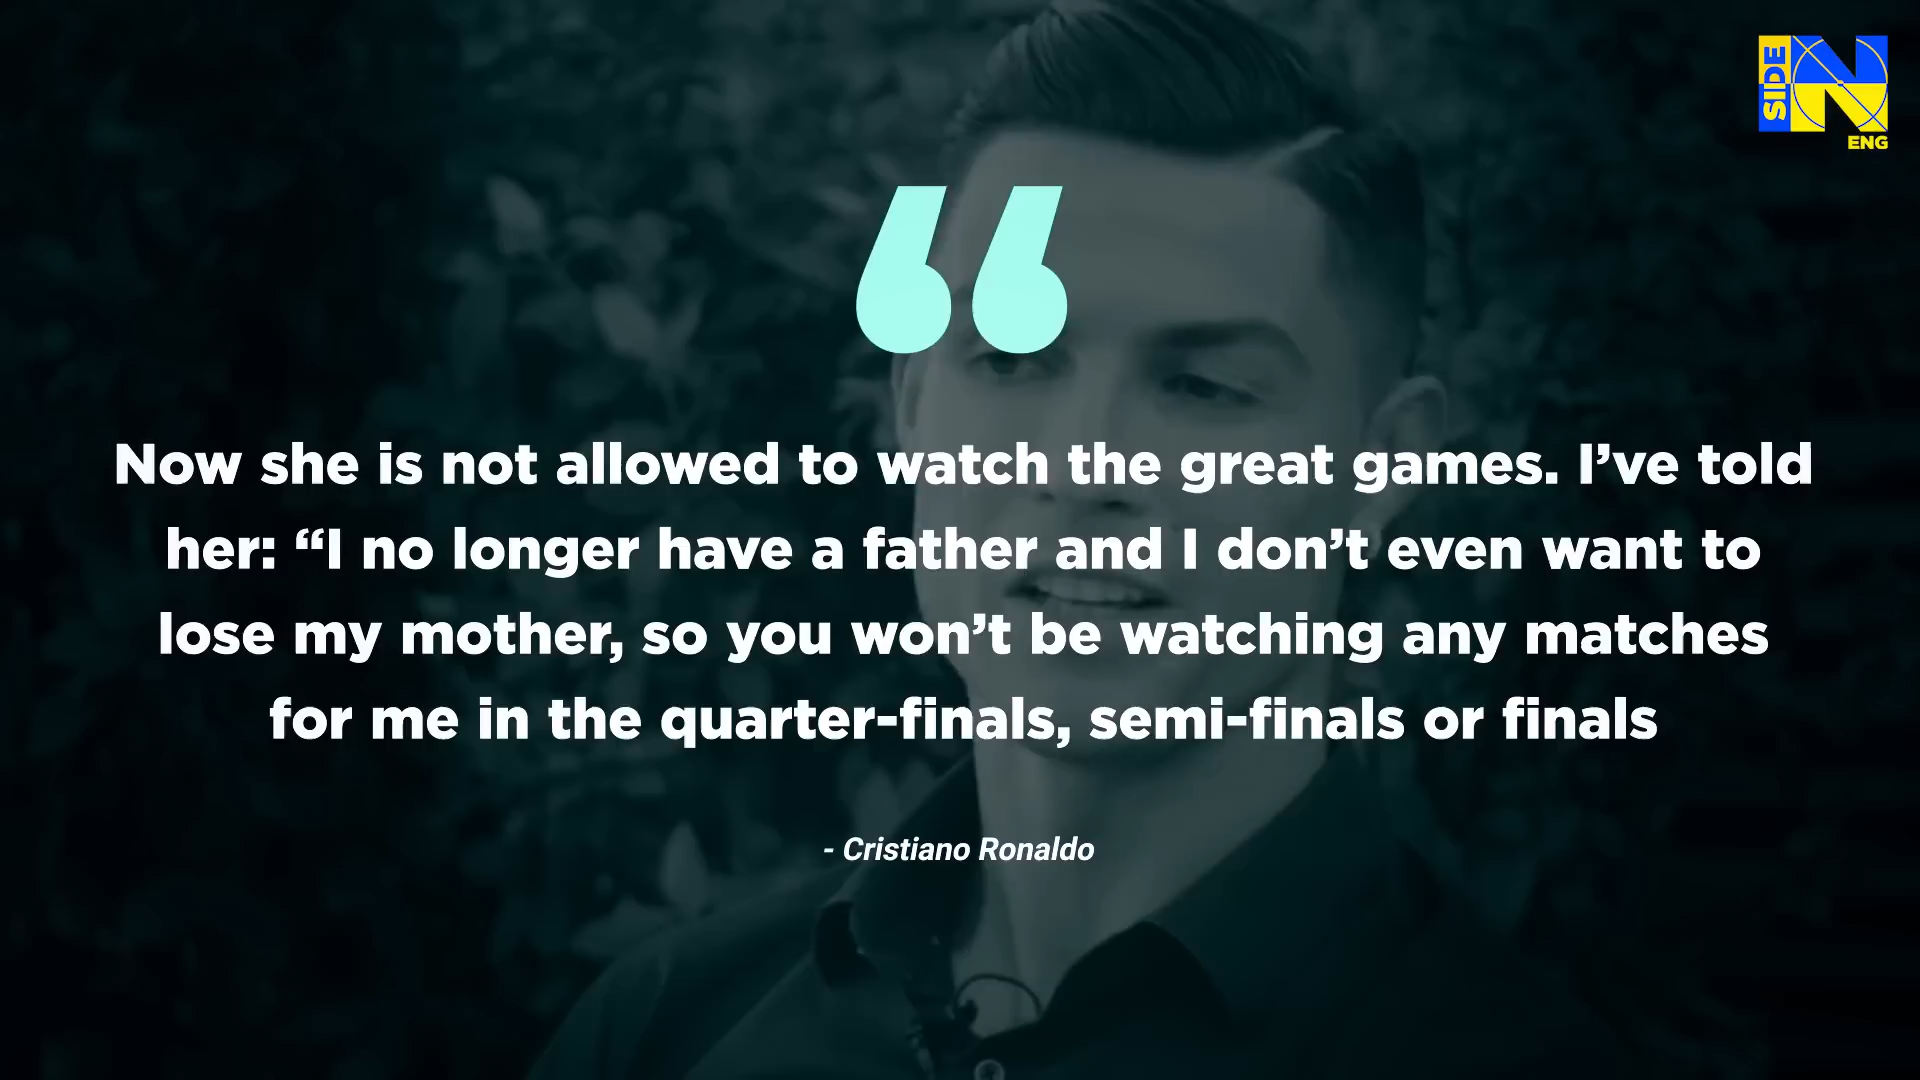 SIDE
N
ENG
“
Now she is not allowed to watch the great games. I’ve told
her: “I no longer have a father and I don’t even want to
lose my mother, so you won’t be watching any matches
for me in the quarter-finals, semi-finals or finals
- Cristiano Ronaldo